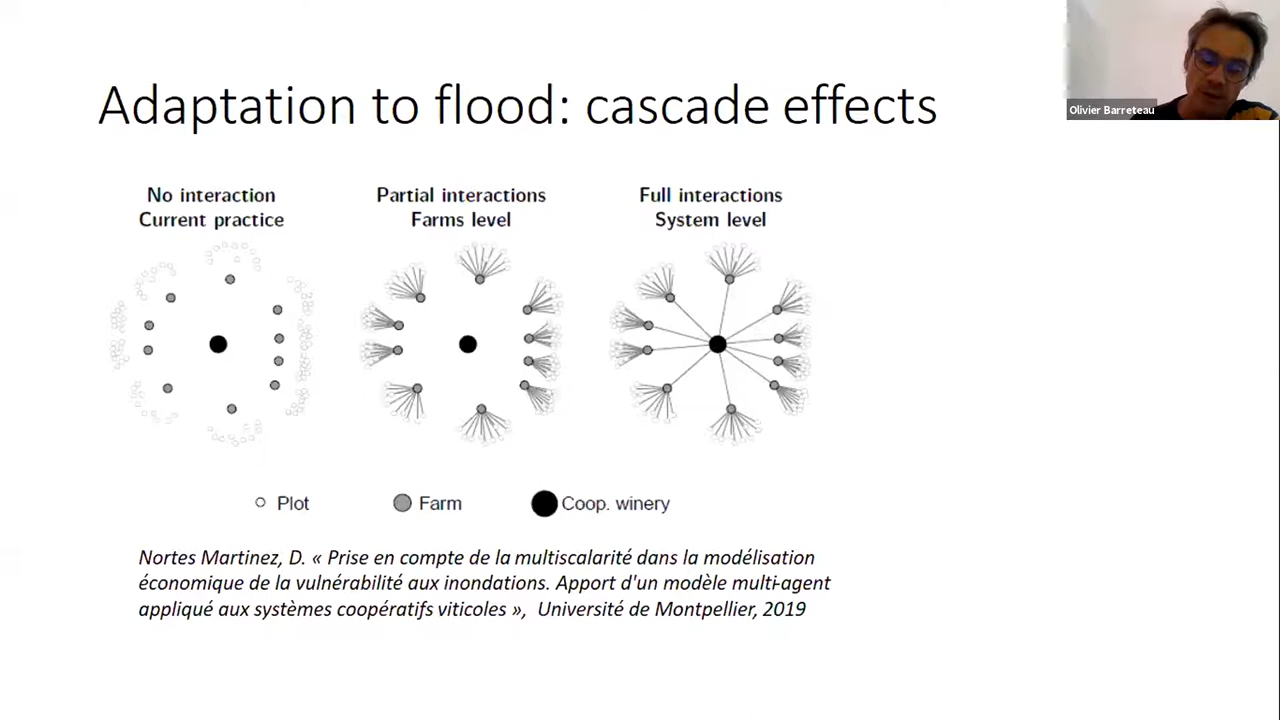 Olivier Barreteau
Adaptation to flood: cascade effects
No interaction
Current practice
Partial interactions
Farms level
Full interactions
System level
Plot
Farm
Coop. winery
Nortes Martinez, D. « Prise en compte de la multiscalarité dans la modélisation
économique de la vulnérabilité aux inondations. Apport d'un modèle multi-agent
appliqué aux systèmes coopératifs viticoles », Université de Montpellier, 2019